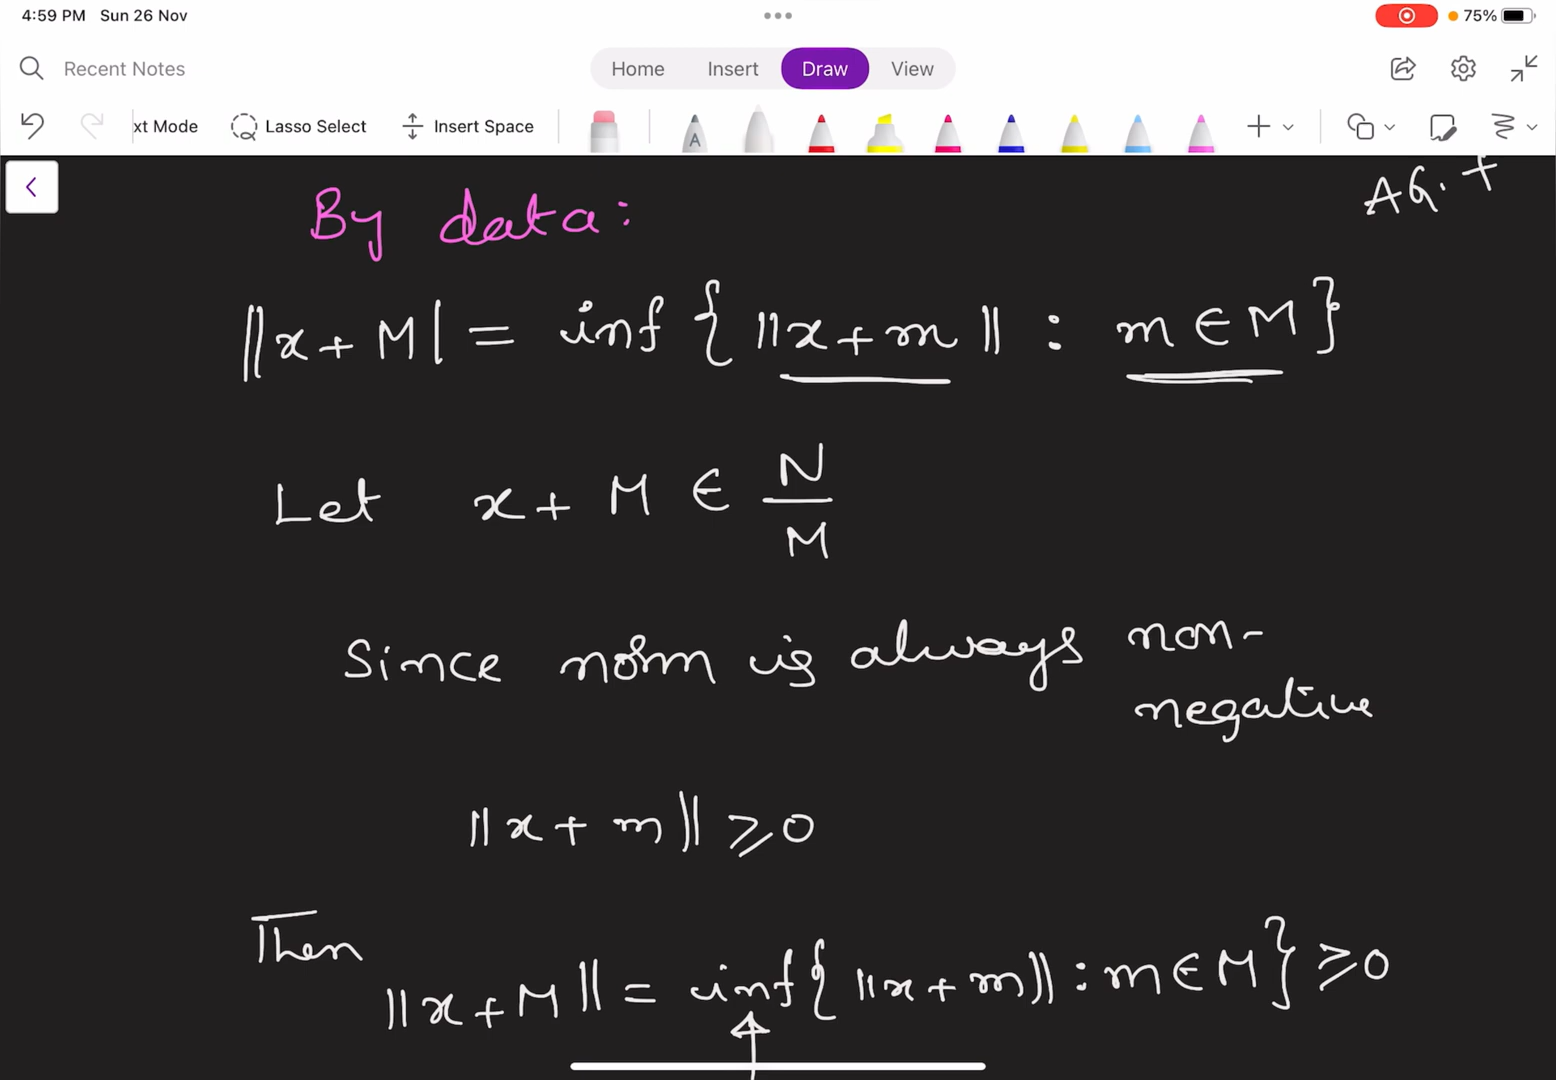 4:59 PM Sun 26 Nov
75%
Recent Notes
Home Insert Draw View
xt Mode Lasso Select Insert Space
A
AG.T
By data:
||x + M| = inf { ||x + m|| : m ∈ M}
Let x + M ∈ N/M
Since norm is always non-
negative
||x + m|| ⩾ 0
Then
||x + M|| = inf{ ||x + m|| : m ∈ M} ⩾ 0